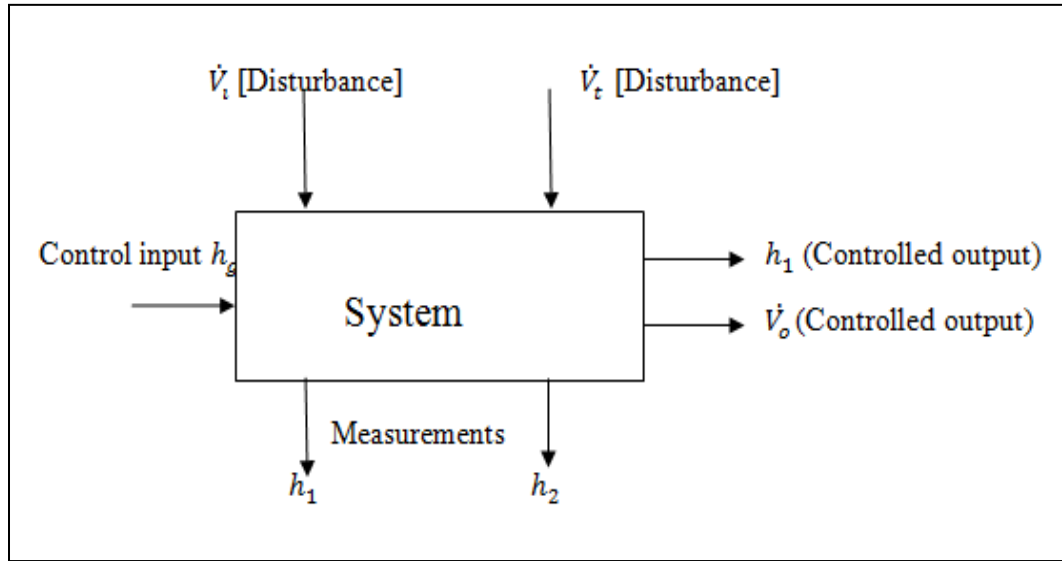 V̇ᵢ [Disturbance] V̇ₜ [Disturbance]
Control input h_g
h₁ (Controlled output)
System
V̇ₒ (Controlled output)
Measurements
h₁ h₂